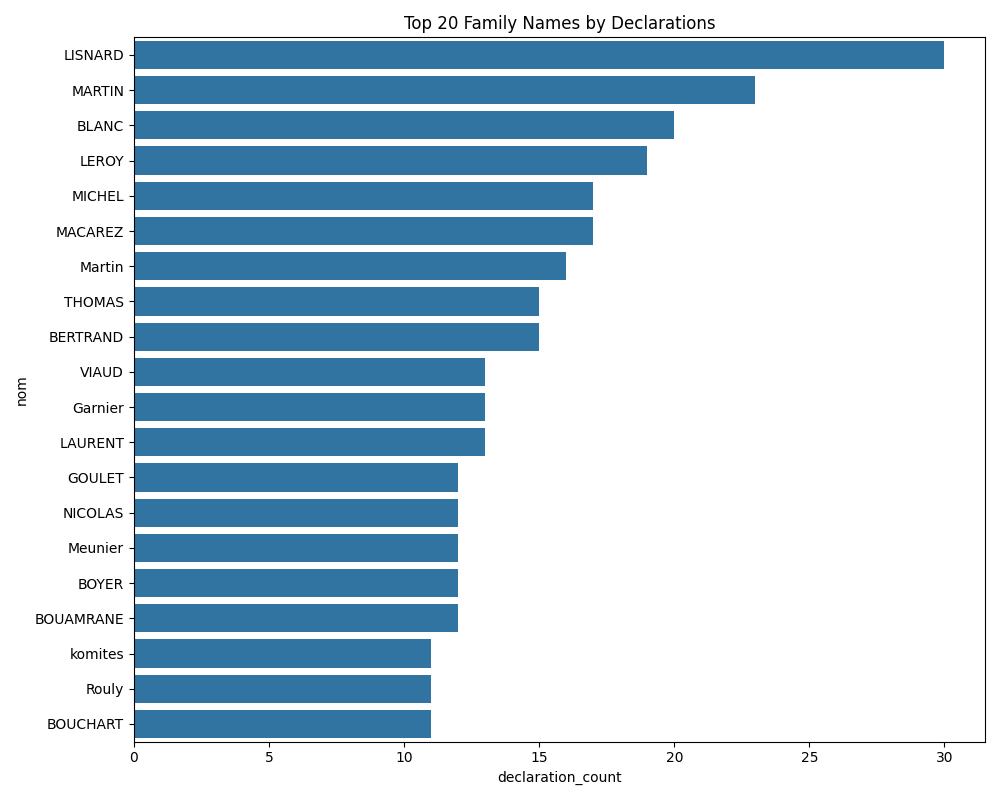 Top 20 Family Names by Declarations
LISNARD
MARTIN
BLANC
LEROY
MICHEL
MACAREZ
Martin
THOMAS
BERTRAND
VIAUD
Garnier
LAURENT
GOULET
NICOLAS
Meunier
BOYER
BOUAMRANE
komites
Rouly
BOUCHART
nom
0 5 10 15 20 25 30
declaration_count